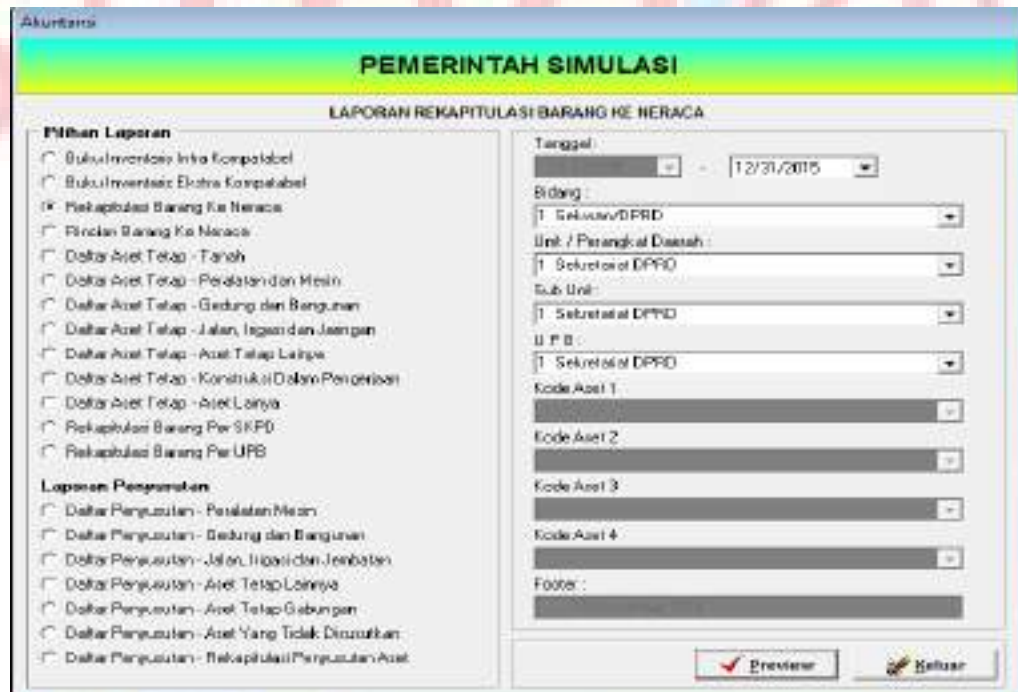 Akuntansi
PEMERINTAH SIMULASI
LAPORAN REKAPITULASI BARANG KE NERACA
Pilihan Laporan
Buku Inventaris Intra Kompatabel
Buku Inventaris Ekstra Kompatabel
Rekapitulasi Barang Ke Neraca
Rincian Barang Ke Neraca
Daftar Aset Tetap - Tanah
Daftar Aset Tetap - Peralatan dan Mesin
Daftar Aset Tetap - Gedung dan Bangunan
Daftar Aset Tetap - Jalan, Irigasi dan Jaringan
Daftar Aset Tetap - Aset Tetap Lainya
Daftar Aset Tetap - Konstruksi Dalam Pengerjaan
Daftar Aset Tetap - Aset Lainya
Rekapitulasi Barang Per SKPD
Rekapitulasi Barang Per UPB
Laporan Penyusutan
Daftar Penyusutan - Peralatan Mesin
Daftar Penyusutan - Gedung dan Bangunan
Daftar Penyusutan - Jalan, Irigasi dan Jembatan
Daftar Penyusutan - Aset Tetap Lainnya
Daftar Penyusutan - Aset Tetap Gabungan
Daftar Penyusutan - Aset Yang Tidak Disusutkan
Daftar Penyusutan - Rekapitulasi Penyusutan Aset
Tanggal :
- 12/31/2015
Bidang :
1 Sekwan/DPRD
Unit / Perangkat Daerah :
1 Sekretariat DPRD
Sub Unit :
1 Sekretariat DPRD
U P B :
1 Sekretariat DPRD
Kode Aset 1
Kode Aset 2
Kode Aset 3
Kode Aset 4
Footer :
Preview
Keluar